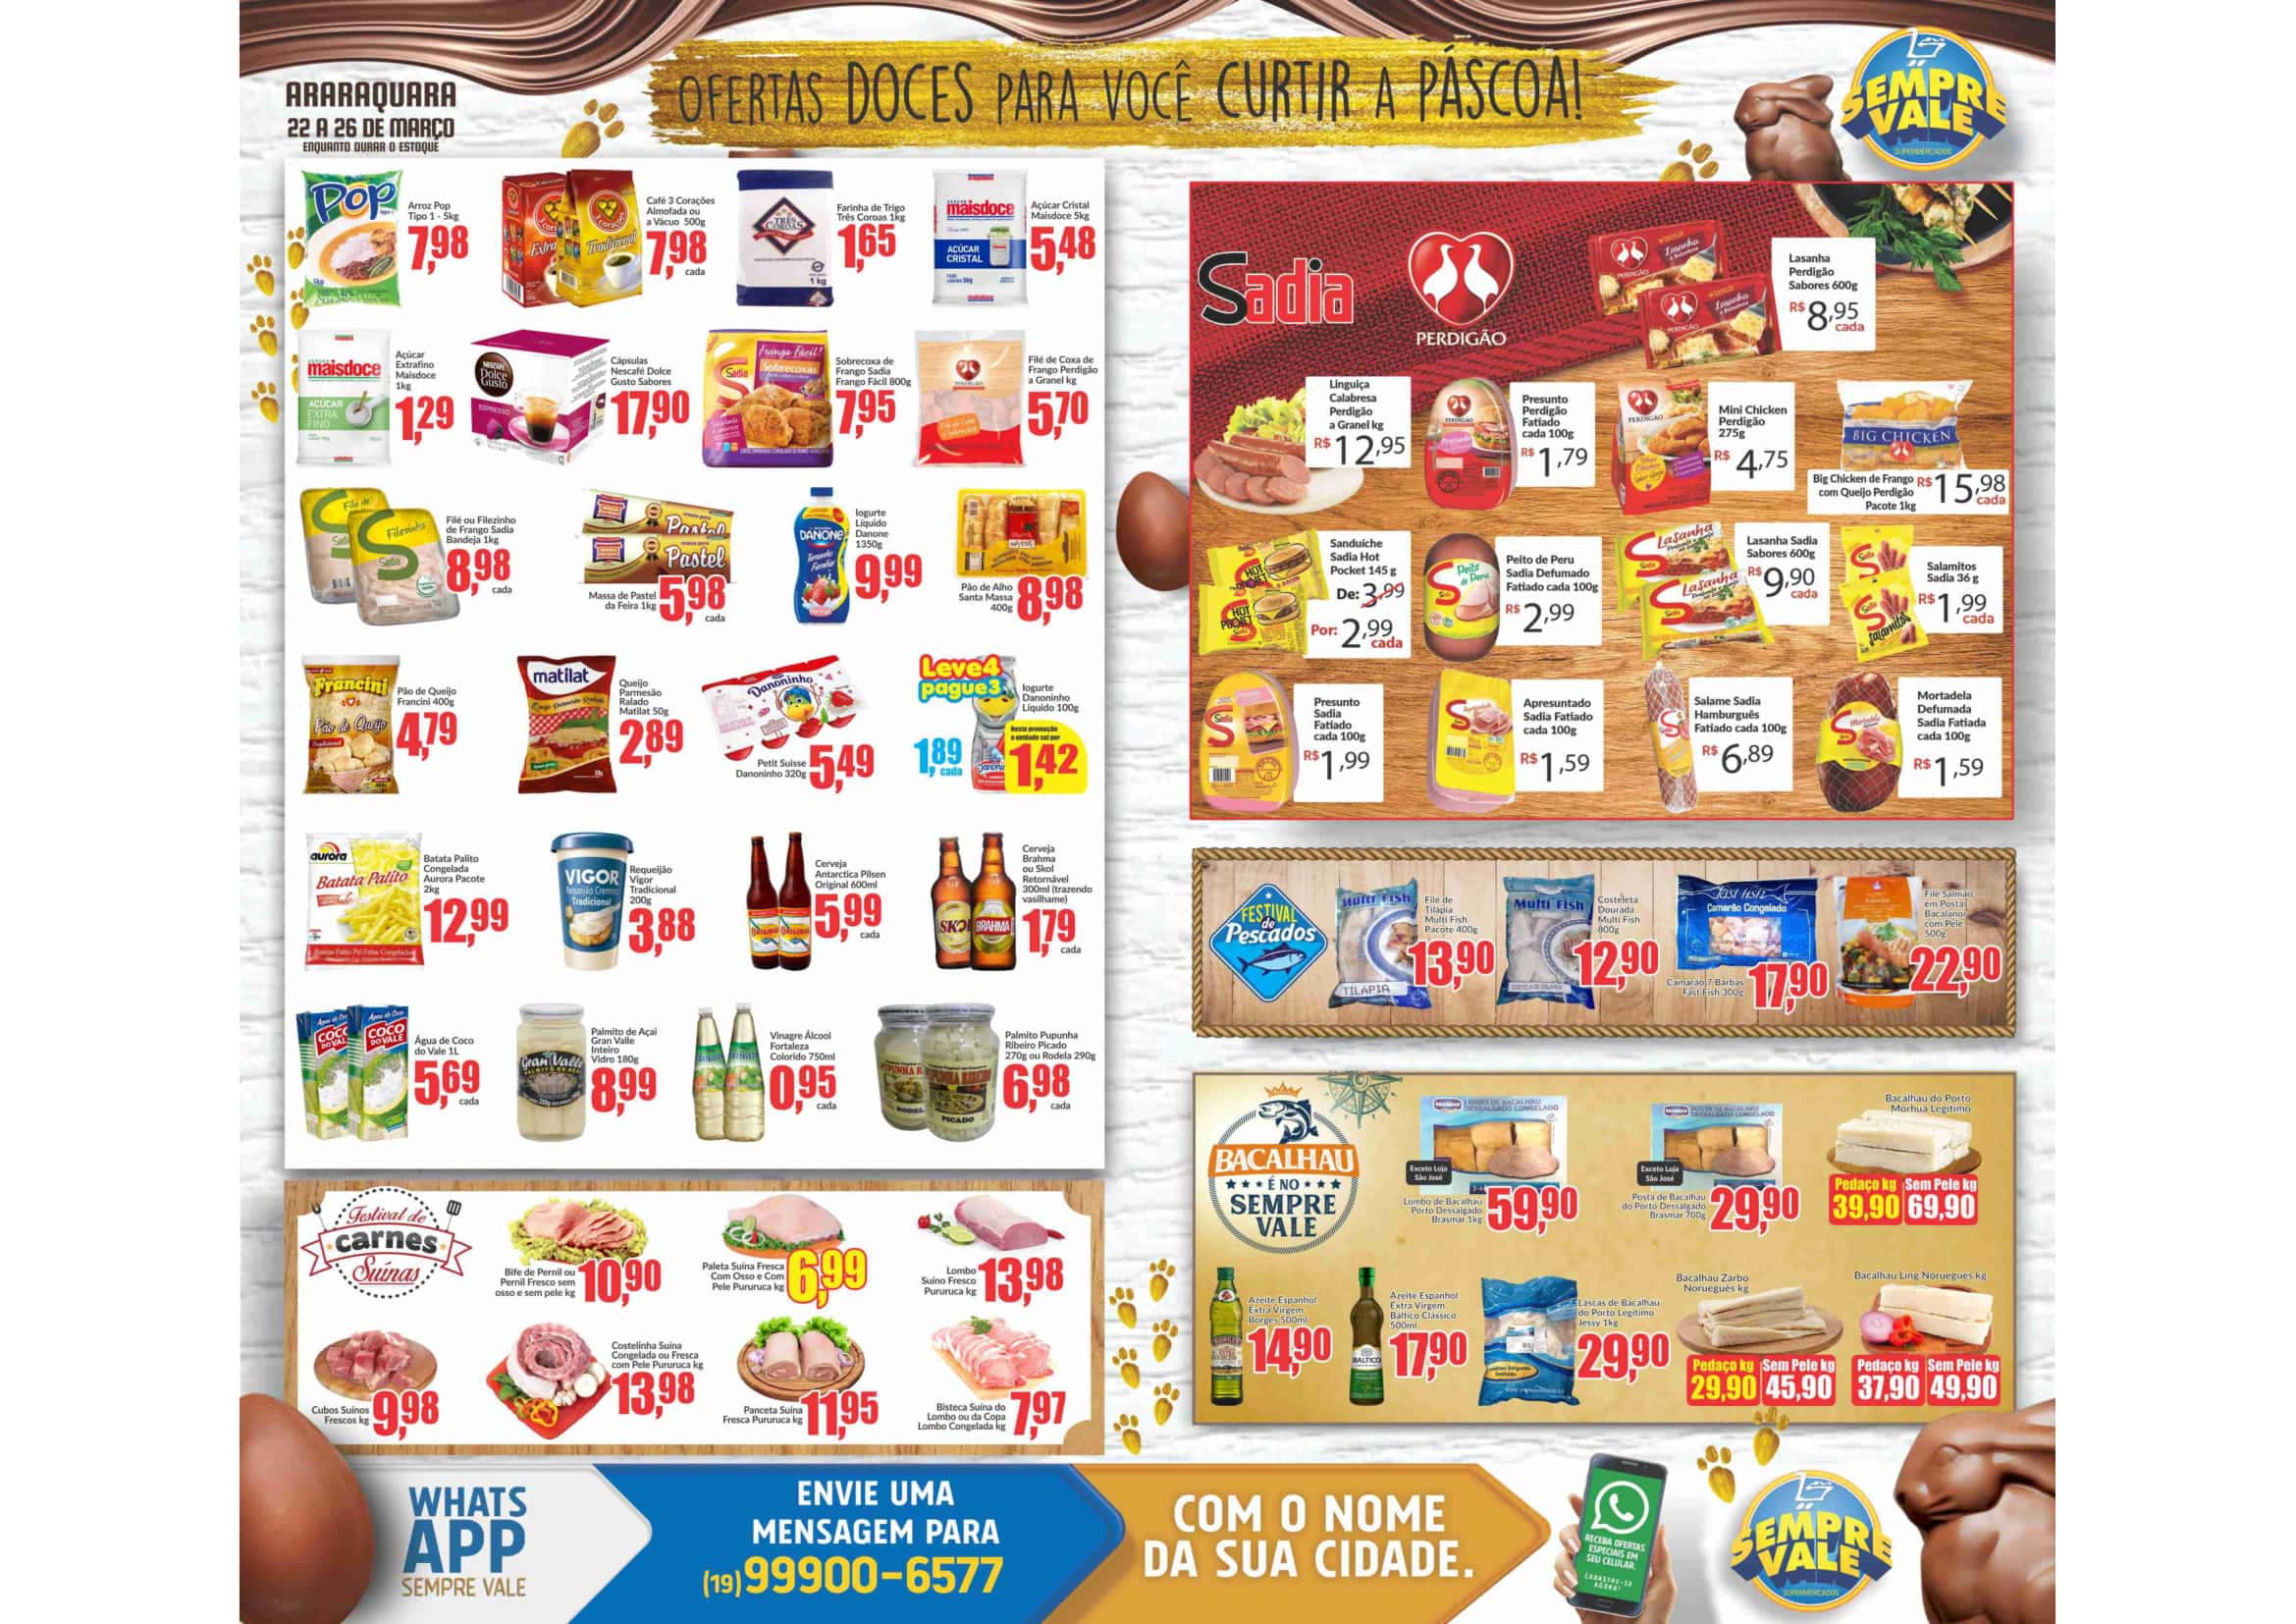 ARARAQUARA
22 A 26 DE MARÇO
ENQUANTO DURAR O ESTOQUE
OFERTAS DOCES PARA VOCÊ CURTIR A PÁSCOA!
SEMPRE
VALE
SUPERMERCADOS
Arroz Pop
Tipo 1 - 5kg
7,98
Café 3 Corações
Almofada ou
a Vácuo 500g
7,98
cada
Farinha de Trigo
Três Coroas 1kg
1,65
Açúcar Cristal
Maisdoce 5kg
5,48
Açúcar
Extrafino
Maisdoce
1kg
1,29
Cápsulas
Nescafé Dolce
Gusto Sabores
17,90
Sobrecoxa de
Frango Sadia
Frango Fácil 800g
7,95
Filé de Coxa de
Frango Perdigão
a Granel kg
5,70
Filé ou Filezinho
de Frango Sadia
Bandeja 1kg
8,98
cada
Massa de Pastel
da Feira 1kg
5,98
cada
Iogurte
Líquido
Danone
1350g
9,99
Pão de Alho
Santa Massa
400g
8,98
Pão de Queijo
Francini 400g
4,79
Queijo
Parmesão
Ralado
Matilat 50g
2,89
Petit Suisse
Danoninho 320g
5,49
Leve4
pague3
Iogurte
Danoninho
Líquido 100g
1,89
cada
Nesta promoção
a unidade sai por
1,42
Batata Palito
Congelada
Aurora Pacote
2kg
12,99
Requeijão
Vigor
Tradicional
200g
3,88
Cerveja
Antarctica Pilsen
Original 600ml
5,99
cada
Cerveja
Brahma
ou Skol
Retornável
300ml (trazendo
vasilhame)
1,79
cada
Água de Coco
do Vale 1L
5,69
cada
Palmito de Açai
Gran Valle
Inteiro
Vidro 180g
8,99
Vinagre Álcool
Fortaleza
Colorido 750ml
0,95
cada
Palmito Pupunha
Ribeiro Picado
270g ou Rodela 290g
6,98
cada
Festival de
carnes
Suínas
Bife de Pernil ou
Pernil Fresco sem
osso e sem pele kg
10,90
Paleta Suína Fresca
Com Osso e Com
Pele Pururuca kg
6,99
Lombo
Suíno Fresco
Pururuca kg
13,98
Cubos Suínos
Frescos kg
9,98
Costelinha Suína
Congelada ou Fresca
com Pele Pururuca kg
13,98
Panceta Suína
Fresca Pururuca kg
11,95
Bisteca Suína do
Lombo ou da Copa
Lombo Congelada kg
7,97
Sadia
PERDIGÃO
Lasanha
Perdigão
Sabores 600g
R$ 8,95
cada
Linguiça
Calabresa
Perdigão
a Granel kg
R$ 12,95
Presunto
Perdigão
Fatiado
cada 100g
R$ 1,79
Mini Chicken
Perdigão
275g
R$ 4,75
BIG CHICKEN
Big Chicken de Frango
com Queijo Perdigão
Pacote 1kg
R$ 15,98
cada
Sanduíche
Sadia Hot
Pocket 145 g
De: 3,99
Por: 2,99
cada
Peito de Peru
Sadia Defumado
Fatiado cada 100g
R$ 2,99
Lasanha Sadia
Sabores 600g
R$ 9,90
cada
Salamitos
Sadia 36 g
R$ 1,99
cada
Presunto
Sadia
Fatiado
cada 100g
R$ 1,99
Apresuntado
Sadia Fatiado
cada 100g
R$ 1,59
Salame Sadia
Hamburguês
Fatiado cada 100g
R$ 6,89
Mortadela
Defumada
Sadia Fatiada
cada 100g
R$ 1,59
FESTIVAL
de
Pescados
Filé de
Tilápia
Multi Fish
Pacote 400g
13,90
Costeleta
Dourada
Multi Fish
800g
12,90
Camarão 7 Barbas
Fast Fish 300g
17,90
File Salmão
em Postas
Bacalanor
com Pele
500g
22,90
BACALHAU
É NO
SEMPRE
VALE
Exceto Loja
São José
Lombo de Bacalhau
Porto Dessalgado
Brasmar 1kg
59,90
Exceto Loja
São José
Posta de Bacalhau
do Porto Dessalgado
Brasmar 700g
29,90
Bacalhau do Porto
Morhua Legítimo
Pedaço kg
39,90
Sem Pele kg
69,90
Azeite Espanhol
Extra Virgem
Borges 500ml
14,90
Azeite Espanhol
Extra Virgem
Báltico Clássico
500ml
17,90
Lascas de Bacalhau
do Porto Legítimo
Jessy 1kg
29,90
Bacalhau Zarbo
Noruegues kg
Pedaço kg
29,90
Sem Pele kg
45,90
Bacalhau Ling Noruegues kg
Pedaço kg
37,90
Sem Pele kg
49,90
WHATS
APP
SEMPRE VALE
ENVIE UMA
MENSAGEM PARA
(19)99900-6577
COM O NOME
DA SUA CIDADE.
RECEBA OFERTAS
ESPECIAIS EM
SEU CELULAR.
CADASTRE-SE
AGORA!
SEMPRE
VALE
SUPERMERCADOS